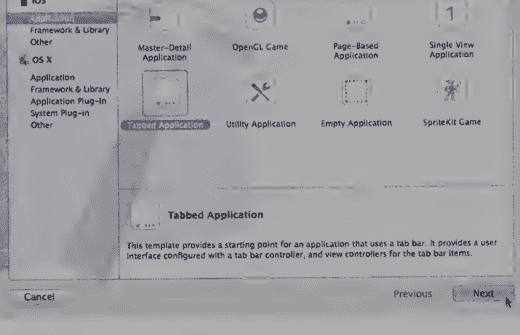 iOS
Application
Framework & Library
Other
OS X
Application
Framework & Library
Application Plug-in
System Plug-in
Other
Master-Detail
Application
OpenGL Game
Page-Based
Application
1
Single View
Application
Tabbed Application
Utility Application
Empty Application
SpriteKit Game
Tabbed Application
This template provides a starting point for an application that uses a tab bar. It provides a user
interface configured with a tab bar controller, and view controllers for the tab bar items.
Cancel
Previous
Next